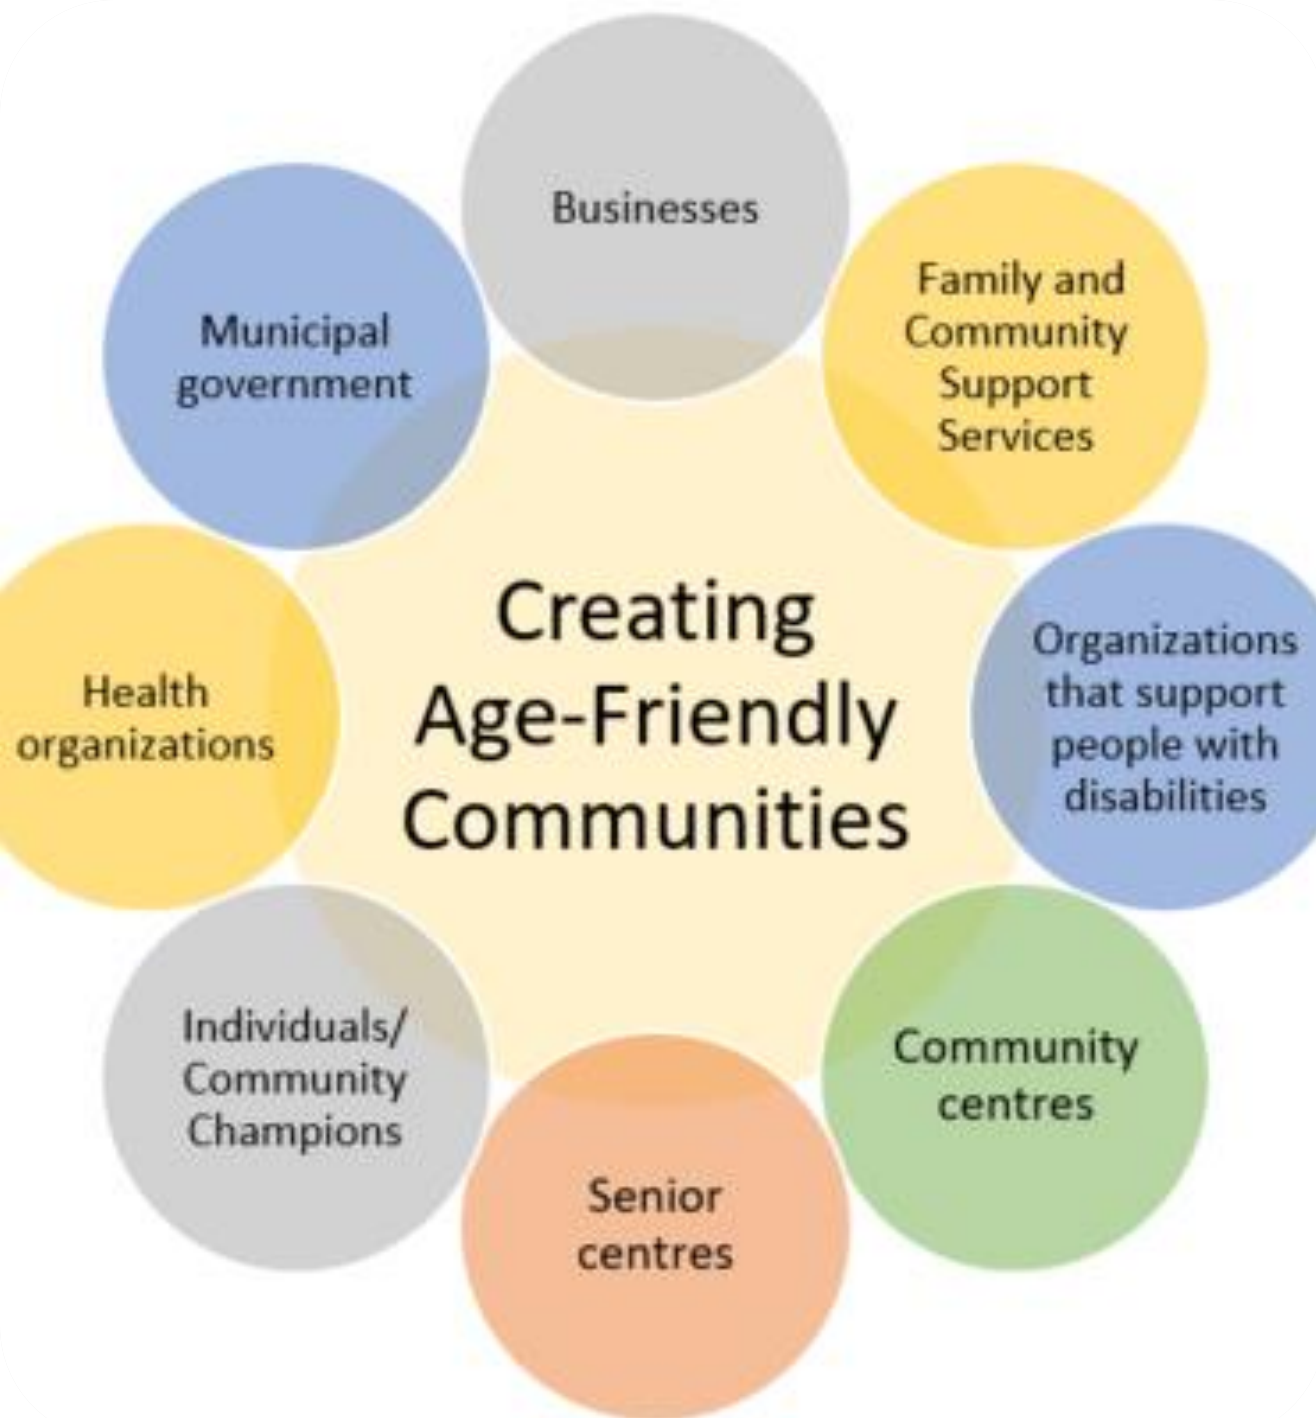 Businesses
Family and
Community
Support
Services
Organizations
that support
people with
disabilities
Community
centres
Senior
centres
Individuals/
Community
Champions
Health
organizations
Municipal
government
Creating
Age-Friendly
Communities